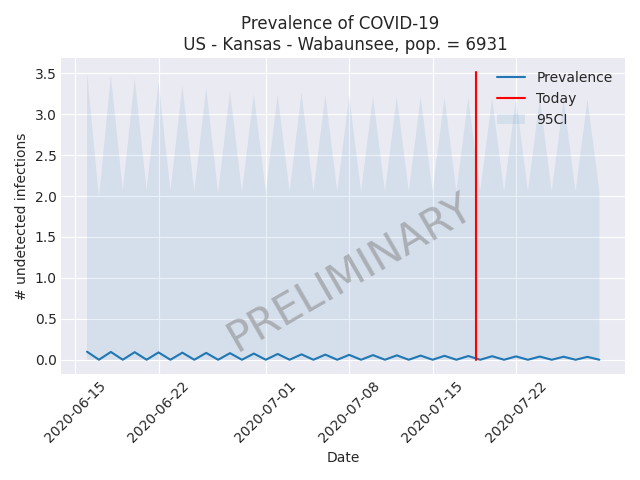 Prevalence of COVID-19
US - Kansas - Wabaunsee, pop. = 6931
3.5
3.0
2.5
2.0
1.5
1.0
0.5
0.0
# undetected infections
Prevalence
Today
95CI
PRELIMINARY
2020-06-15
2020-06-22
2020-07-01
2020-07-08
2020-07-15
2020-07-22
Date